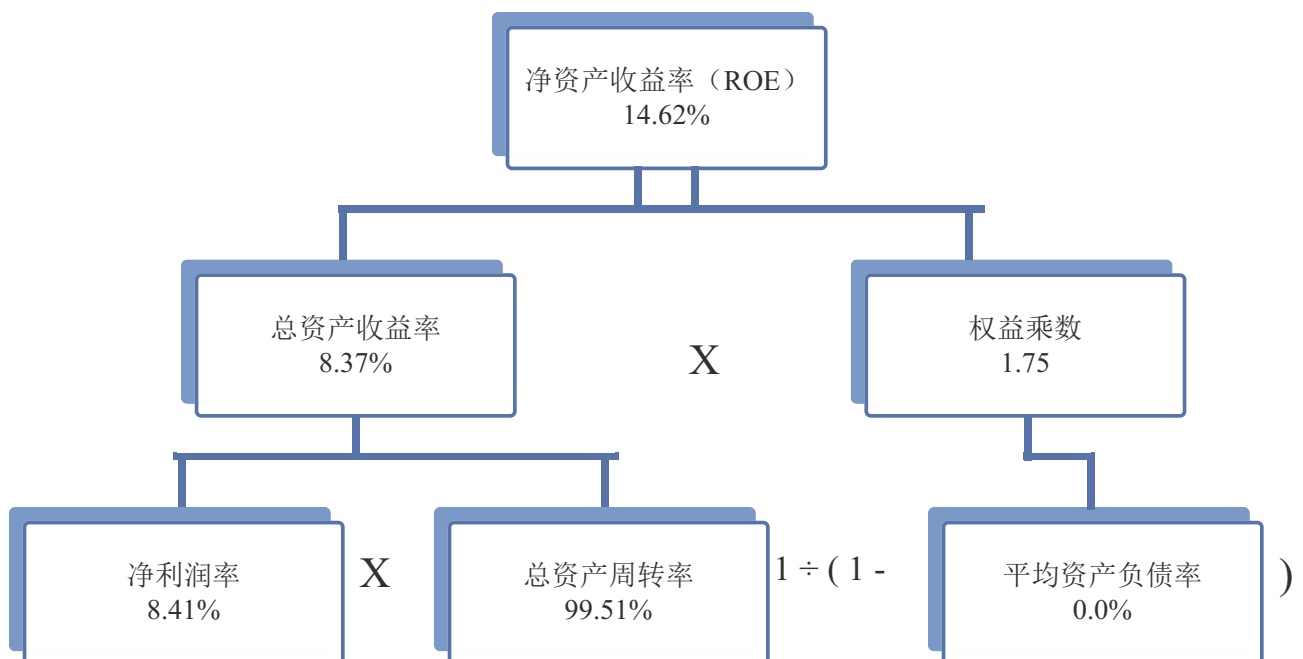 净资产收益率（ROE）
14.62%
总资产收益率
8.37%
X
权益乘数
1.75
净利润率
8.41%
X
总资产周转率
99.51%
1 ÷ ( 1 -
平均资产负债率
0.0%
)